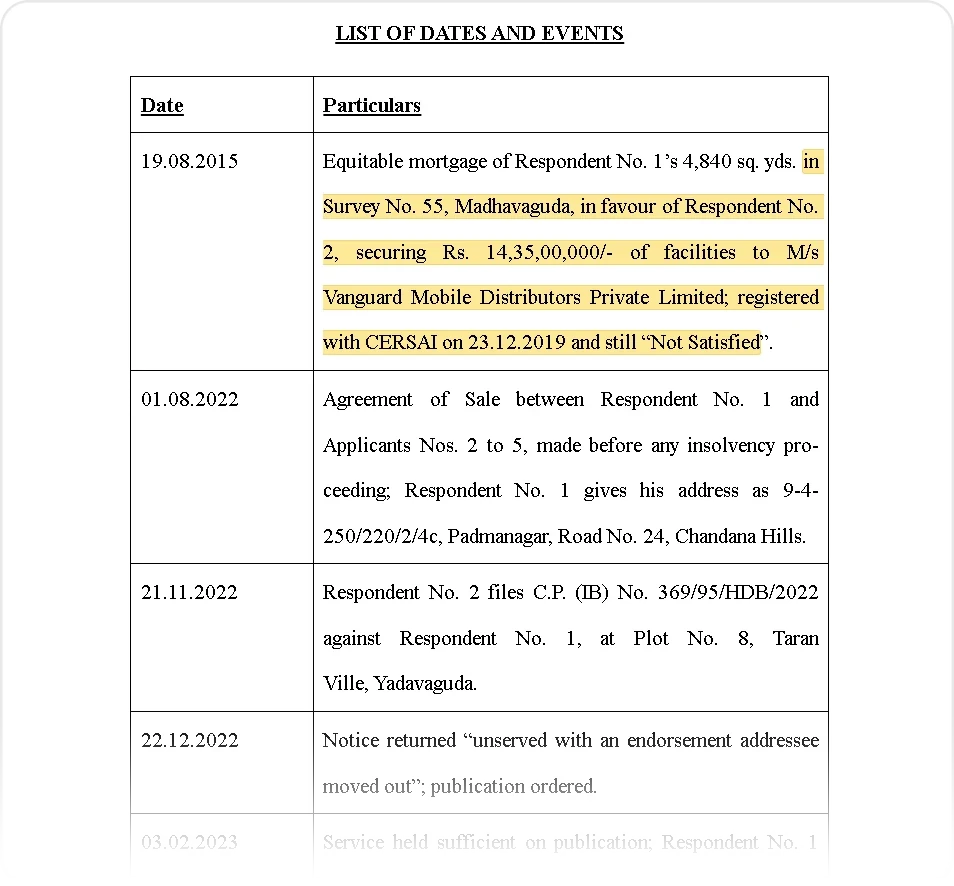 LIST OF DATES AND EVENTS
Date Particulars
19.08.2015 Equitable mortgage of Respondent No. 1’s 4,840 sq. yds. in
Survey No. 55, Madhavaguda, in favour of Respondent No.
2, securing Rs. 14,35,00,000/- of facilities to M/s
Vanguard Mobile Distributors Private Limited; registered
with CERSAI on 23.12.2019 and still “Not Satisfied”.
01.08.2022 Agreement of Sale between Respondent No. 1 and
Applicants Nos. 2 to 5, made before any insolvency pro-
ceeding; Respondent No. 1 gives his address as 9-4-
250/220/2/4c, Padmanagar, Road No. 24, Chandana Hills.
21.11.2022 Respondent No. 2 files C.P. (IB) No. 369/95/HDB/2022
against Respondent No. 1, at Plot No. 8, Taran
Ville, Yadavaguda.
22.12.2022 Notice returned “unserved with an endorsement addressee
moved out”; publication ordered.
03.02.2023 Service held sufficient on publication; Respondent No. 1